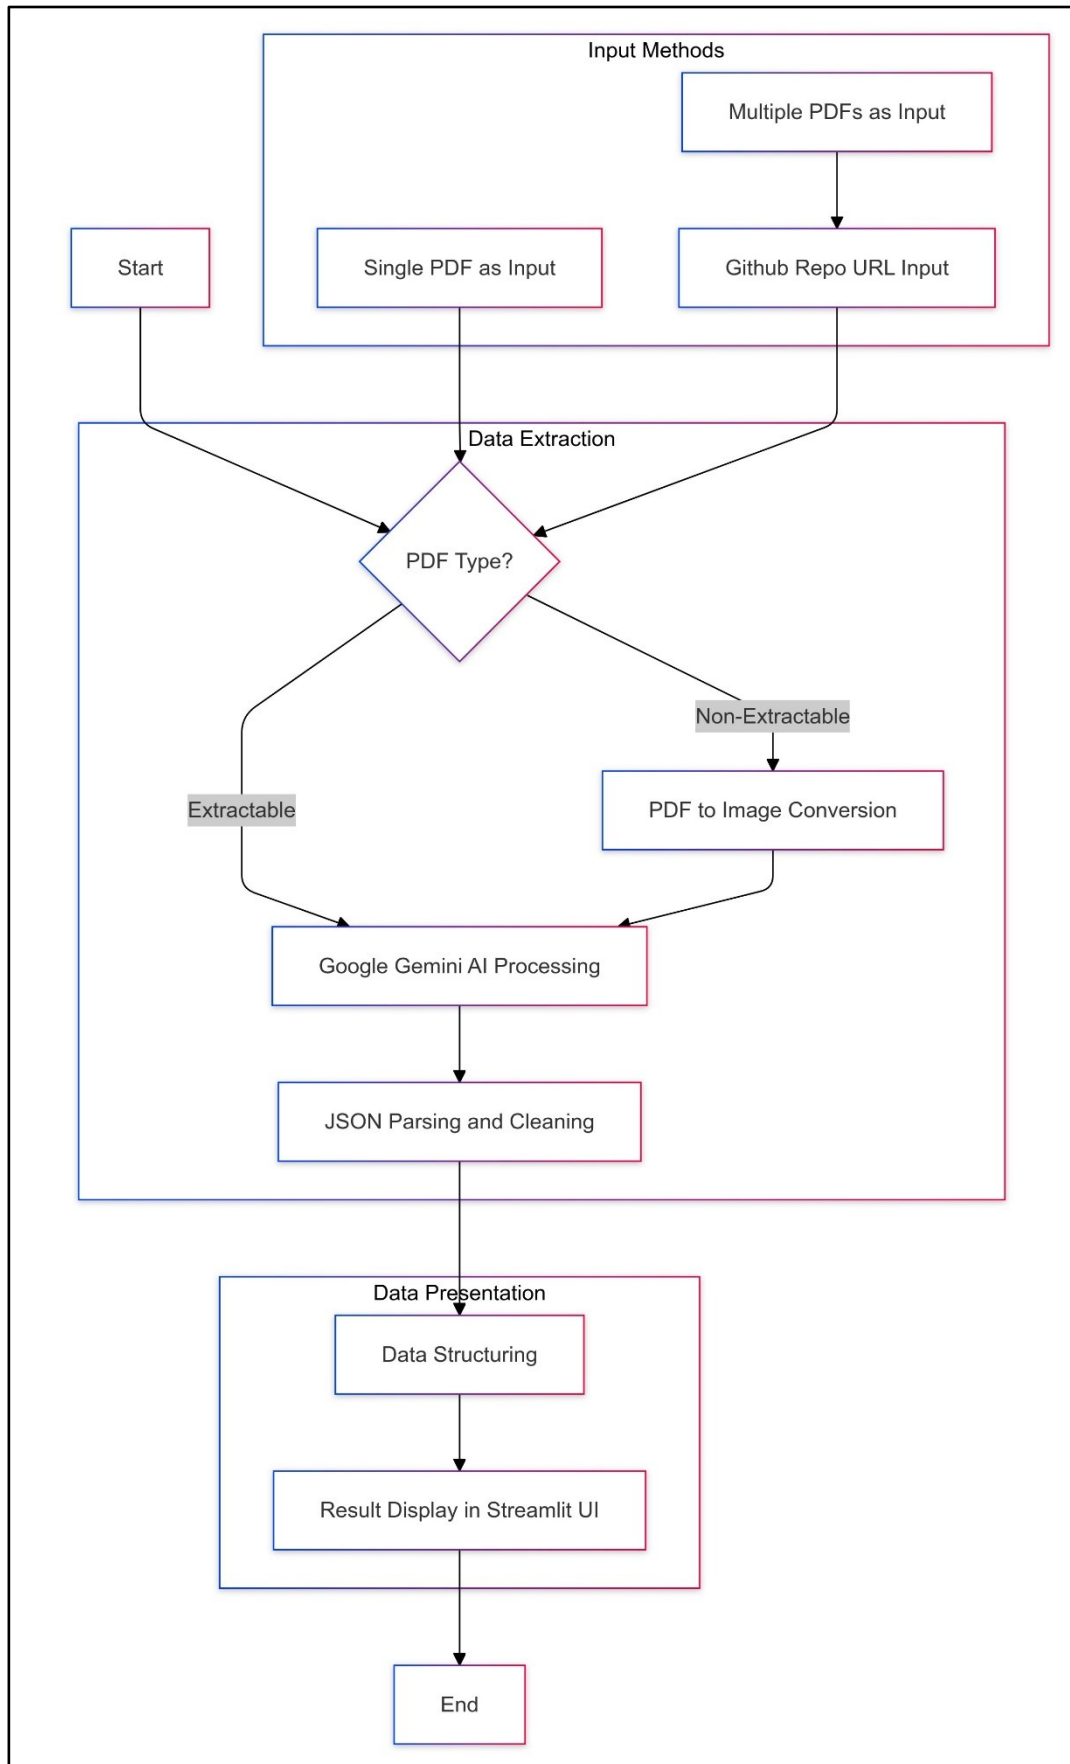 Input Methods
Multiple PDFs as Input
Start
Single PDF as Input
Github Repo URL Input
Data Extraction
PDF Type?
Non-Extractable
Extractable
PDF to Image Conversion
Google Gemini AI Processing
JSON Parsing and Cleaning
Data Presentation
Data Structuring
Result Display in Streamlit UI
End